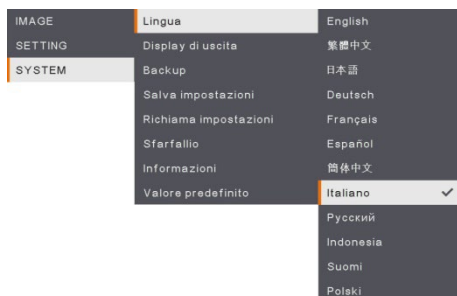 IMAGE
SETTING
SYSTEM
Lingua
Display di uscita
Backup
Salva impostazioni
Richiama impostazioni
Sfarfallio
Informazioni
Valore predefinito
English
繁體中文
日本語
Deutsch
Français
Español
简体中文
Italiano
Русский
Indonesia
Suomi
Polski